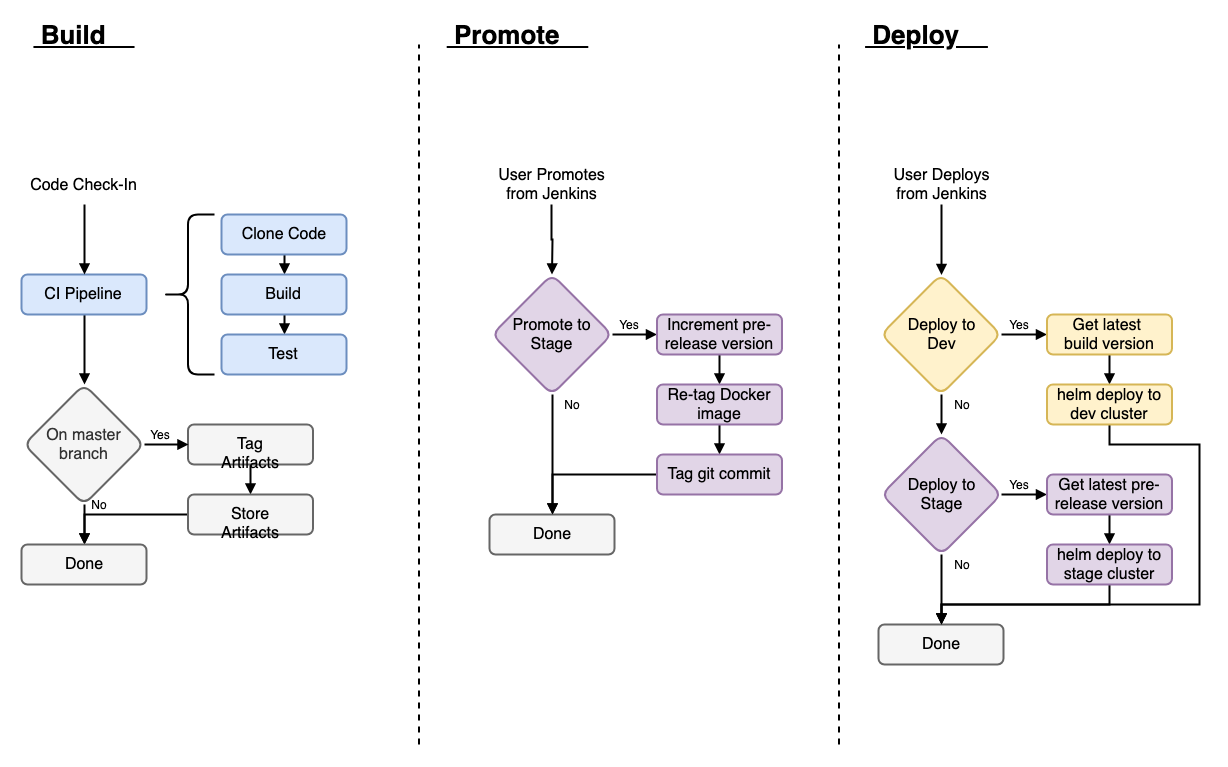 Build
Code Check-In
CI Pipeline
Clone Code
Build
Test
On master
branch
Yes
Tag
Artifacts
Store
Artifacts
No
Done
Promote
User Promotes
from Jenkins
Promote to
Stage
Yes
Increment pre-
release version
Re-tag Docker
image
Tag git commit
No
Done
Deploy
User Deploys
from Jenkins
Deploy to
Dev
Yes
Get latest
build version
helm deploy to
dev cluster
No
Deploy to
Stage
Yes
Get latest pre-
release version
helm deploy to
stage cluster
No
Done